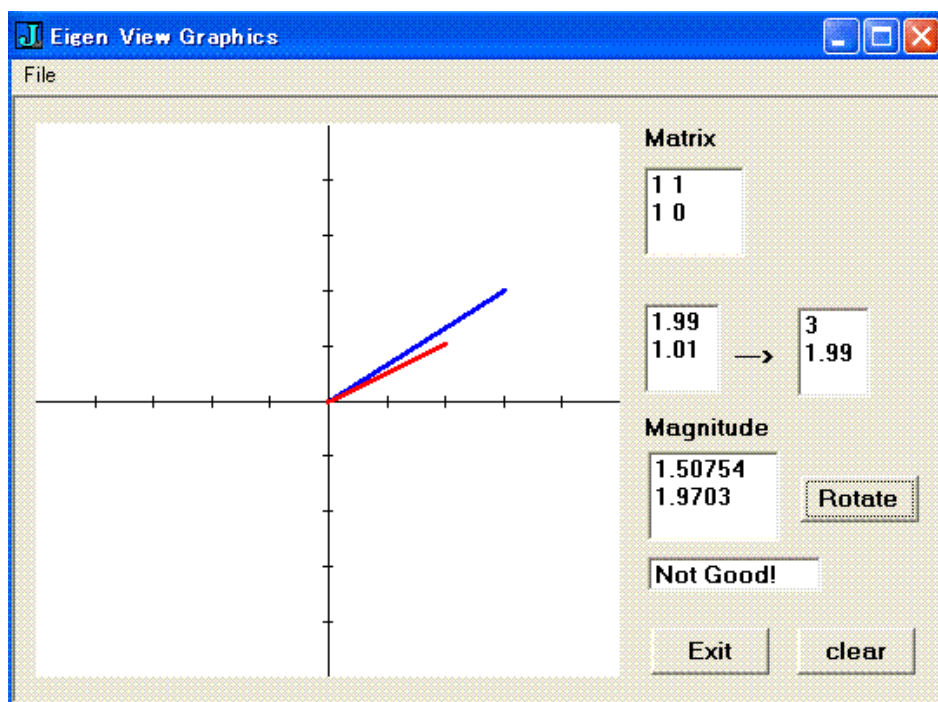 J Eigen View Graphics
File
Matrix
1 1
1 0
1.99
1.01
3
1.99
Magnitude
1.50754
1.9703
Rotate
Not Good!
Exit
clear